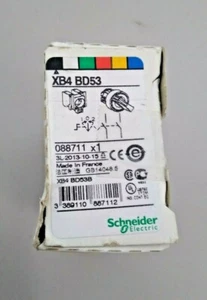 XB4 BD53
088711 x1
3L 2013-10-15
Made in France
GB14048.5
XB4 BD53B
3 389110 887112
Schneider
Electric